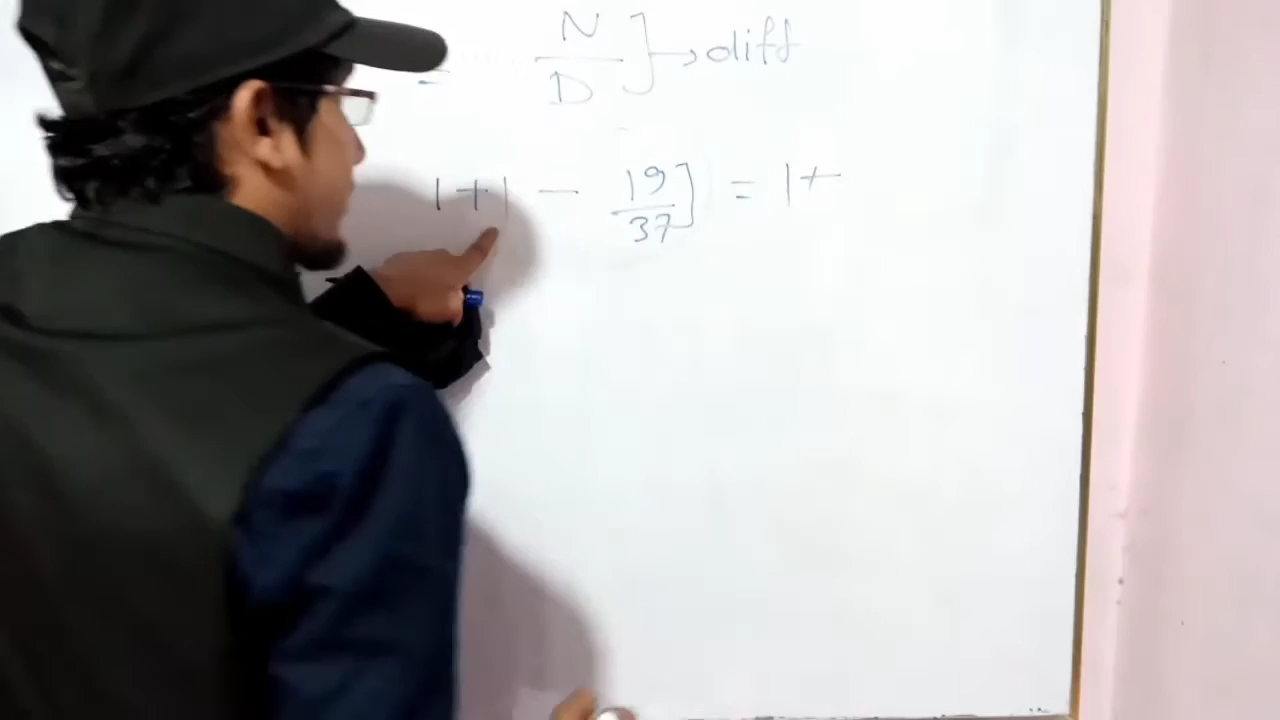 = N/D ] → diff
1 + 1 - 19/37 ] = 1 +